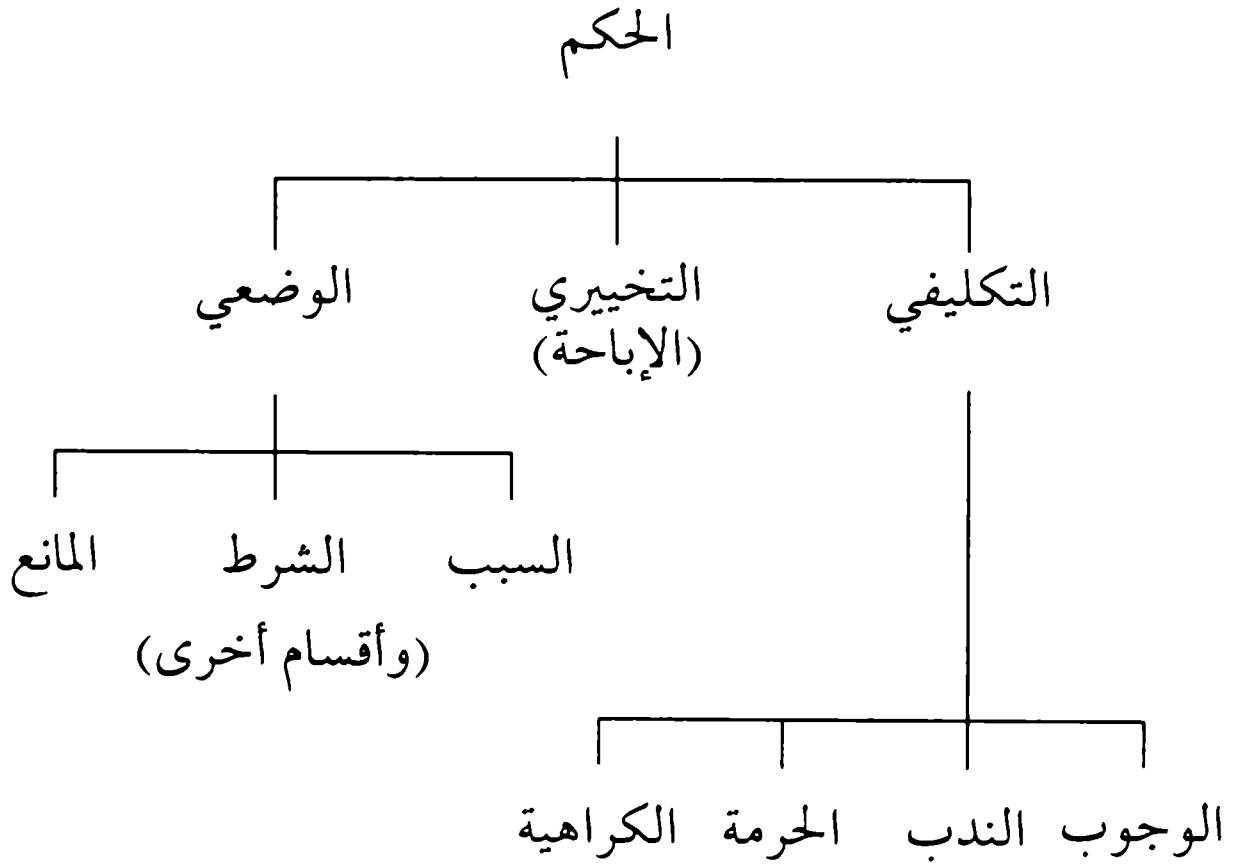 الحكم
التكليفي التخييري الوضعي
(الإباحة)
السبب الشرط المانع
(وأقسام أخرى)
الوجوب الندب الحرمة الكراهية